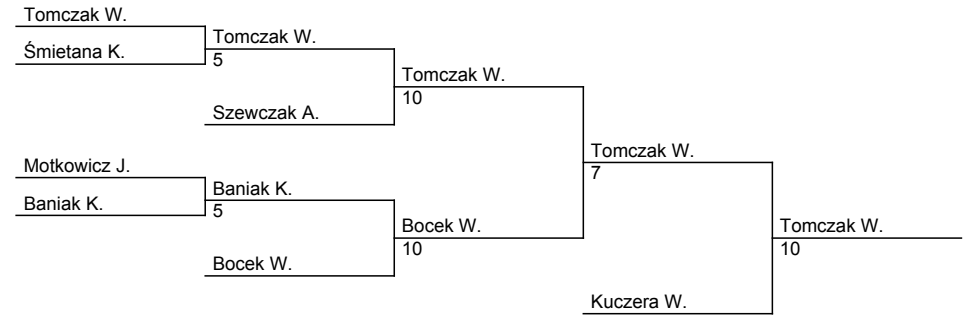 Tomczak W.
Śmietana K.
Tomczak W.
5
Szewczak A.
Tomczak W.
10
Motkowicz J.
Baniak K.
Baniak K.
5
Bocek W.
Bocek W.
10
Tomczak W.
7
Kuczera W.
Tomczak W.
10